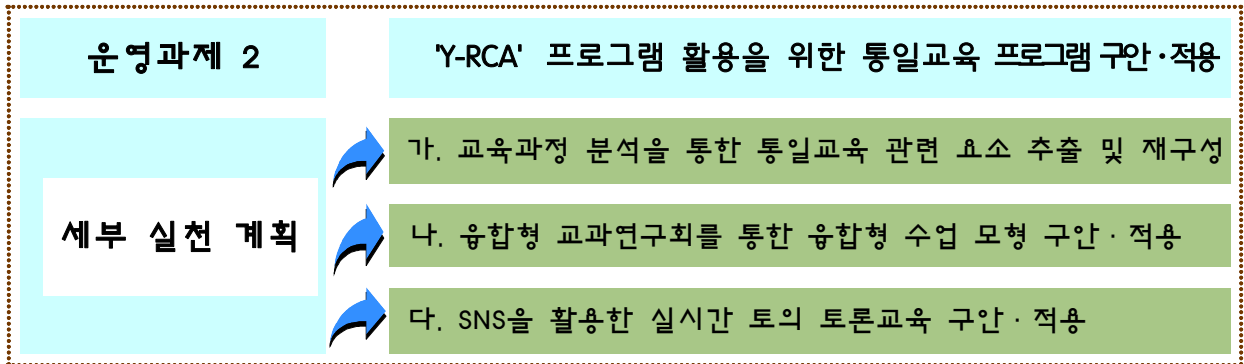 운영과제 2
'Y-RCA' 프로그램 활용을 위한 통일교육 프로그램 구안·적용
세부 실천 계획
가. 교육과정 분석을 통한 통일교육 관련 요소 추출 및 재구성
나. 융합형 교과연구회를 통한 융합형 수업 모형 구안·적용
다. SNS을 활용한 실시간 토의 토론교육 구안·적용